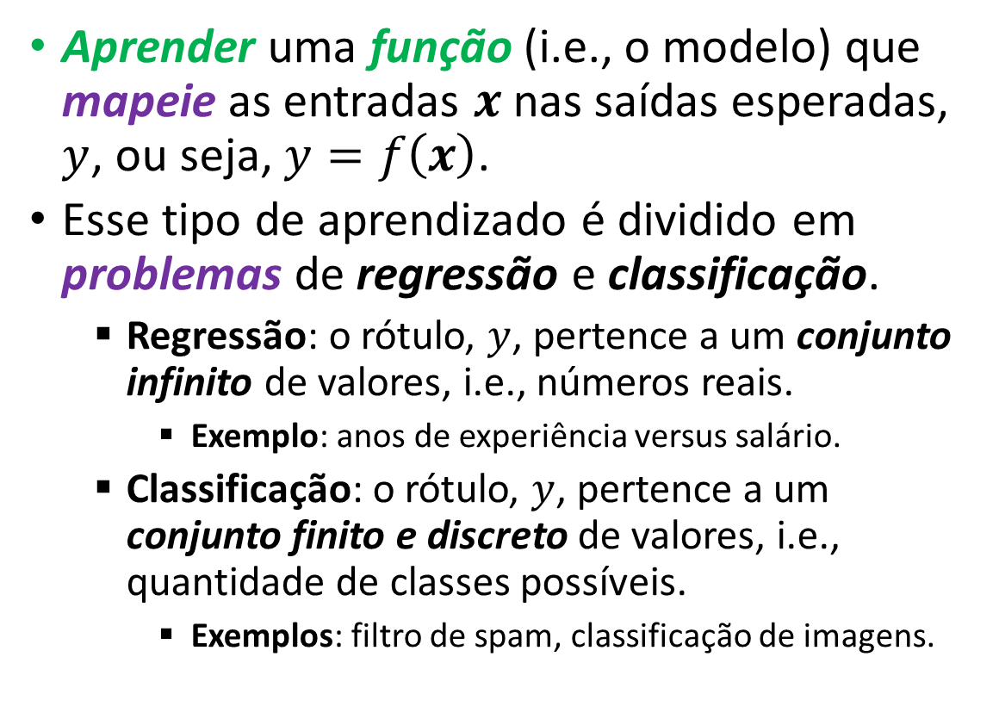 • Aprender uma função (i.e., o modelo) que
mapeie as entradas x nas saídas esperadas,
y, ou seja, y = f(x).
• Esse tipo de aprendizado é dividido em
problemas de regressão e classificação.
▪ Regressão: o rótulo, y, pertence a um conjunto
infinito de valores, i.e., números reais.
▪ Exemplo: anos de experiência versus salário.
▪ Classificação: o rótulo, y, pertence a um
conjunto finito e discreto de valores, i.e.,
quantidade de classes possíveis.
▪ Exemplos: filtro de spam, classificação de imagens.